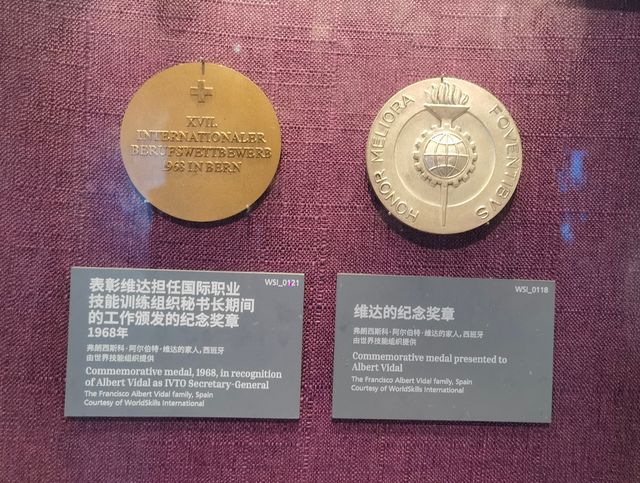 XVII.
INTERNATIONALER
BERUFSWETTBEWERB
1968 IN BERN
HONOR MELIORA FOVENTIBVS
WSI_0121
表彰维达担任国际职业
技能训练组织秘书长期间
的工作颁发的纪念奖章
1968年
弗朗西斯科·阿尔伯特·维达的家人，西班牙
由世界技能组织提供
Commemorative medal, 1968, in recognition
of Albert Vidal as IVTO Secretary-General
The Francisco Albert Vidal family, Spain
Courtesy of WorldSkills International
WSI_0118
维达的纪念奖章
弗朗西斯科·阿尔伯特·维达的家人，西班牙
由世界技能组织提供
Commemorative medal presented to
Albert Vidal
The Francisco Albert Vidal family, Spain
Courtesy of WorldSkills International